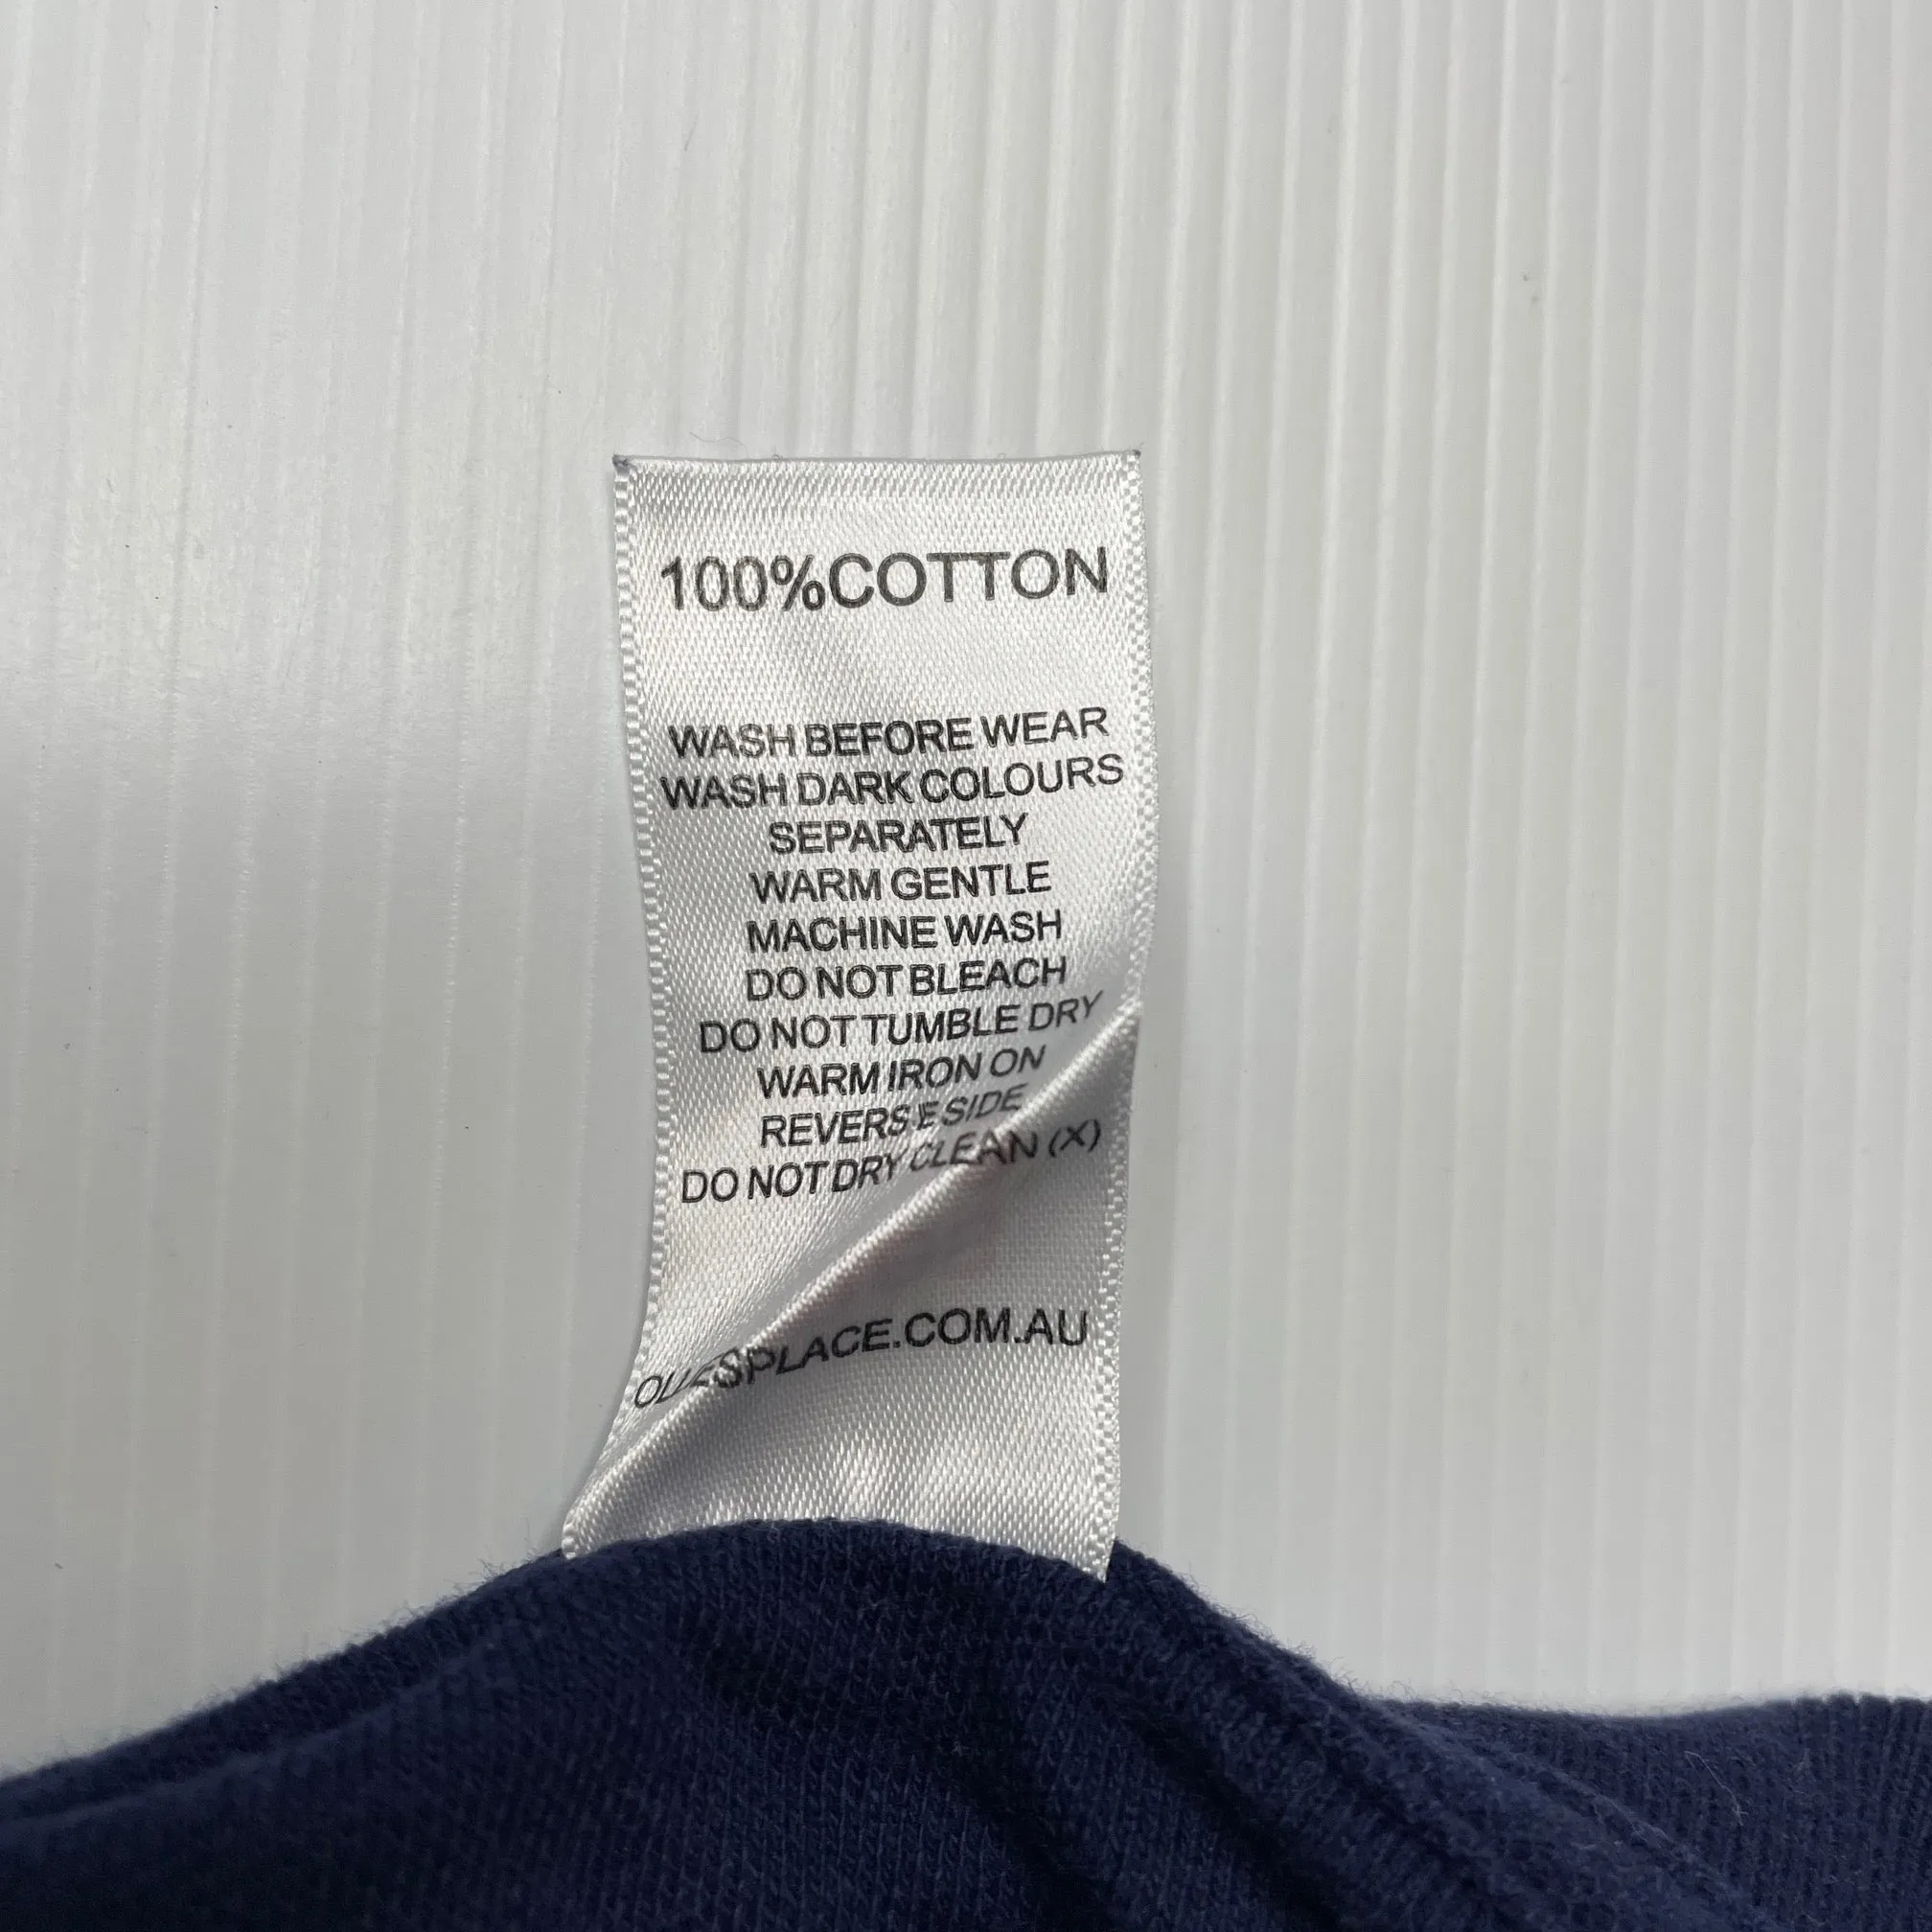 100%COTTON
WASH BEFORE WEAR
WASH DARK COLOURS
SEPARATELY
WARM GENTLE
MACHINE WASH
DO NOT BLEACH
DO NOT TUMBLE DRY
WARM IRON ON
REVERSE SIDE
DO NOT DRY CLEAN (X)
OLLIESPLACE.COM.AU